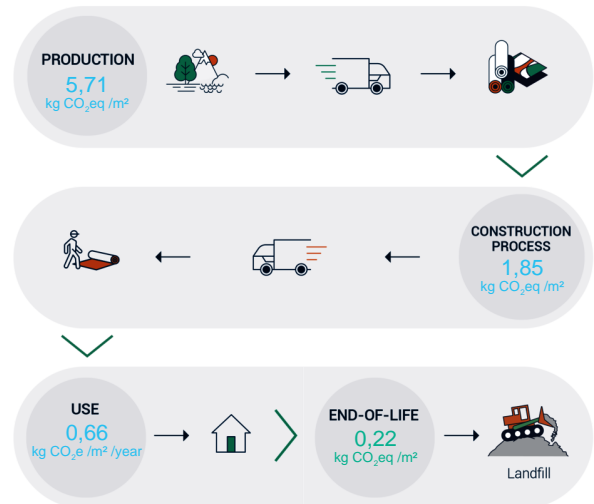 PRODUCTION
5,71
kg CO₂eq /m²
CONSTRUCTION
PROCESS
1,85
kg CO₂eq /m²
USE
0,66
kg CO₂e /m² /year
END-OF-LIFE
0,22
kg CO₂eq /m²
Landfill